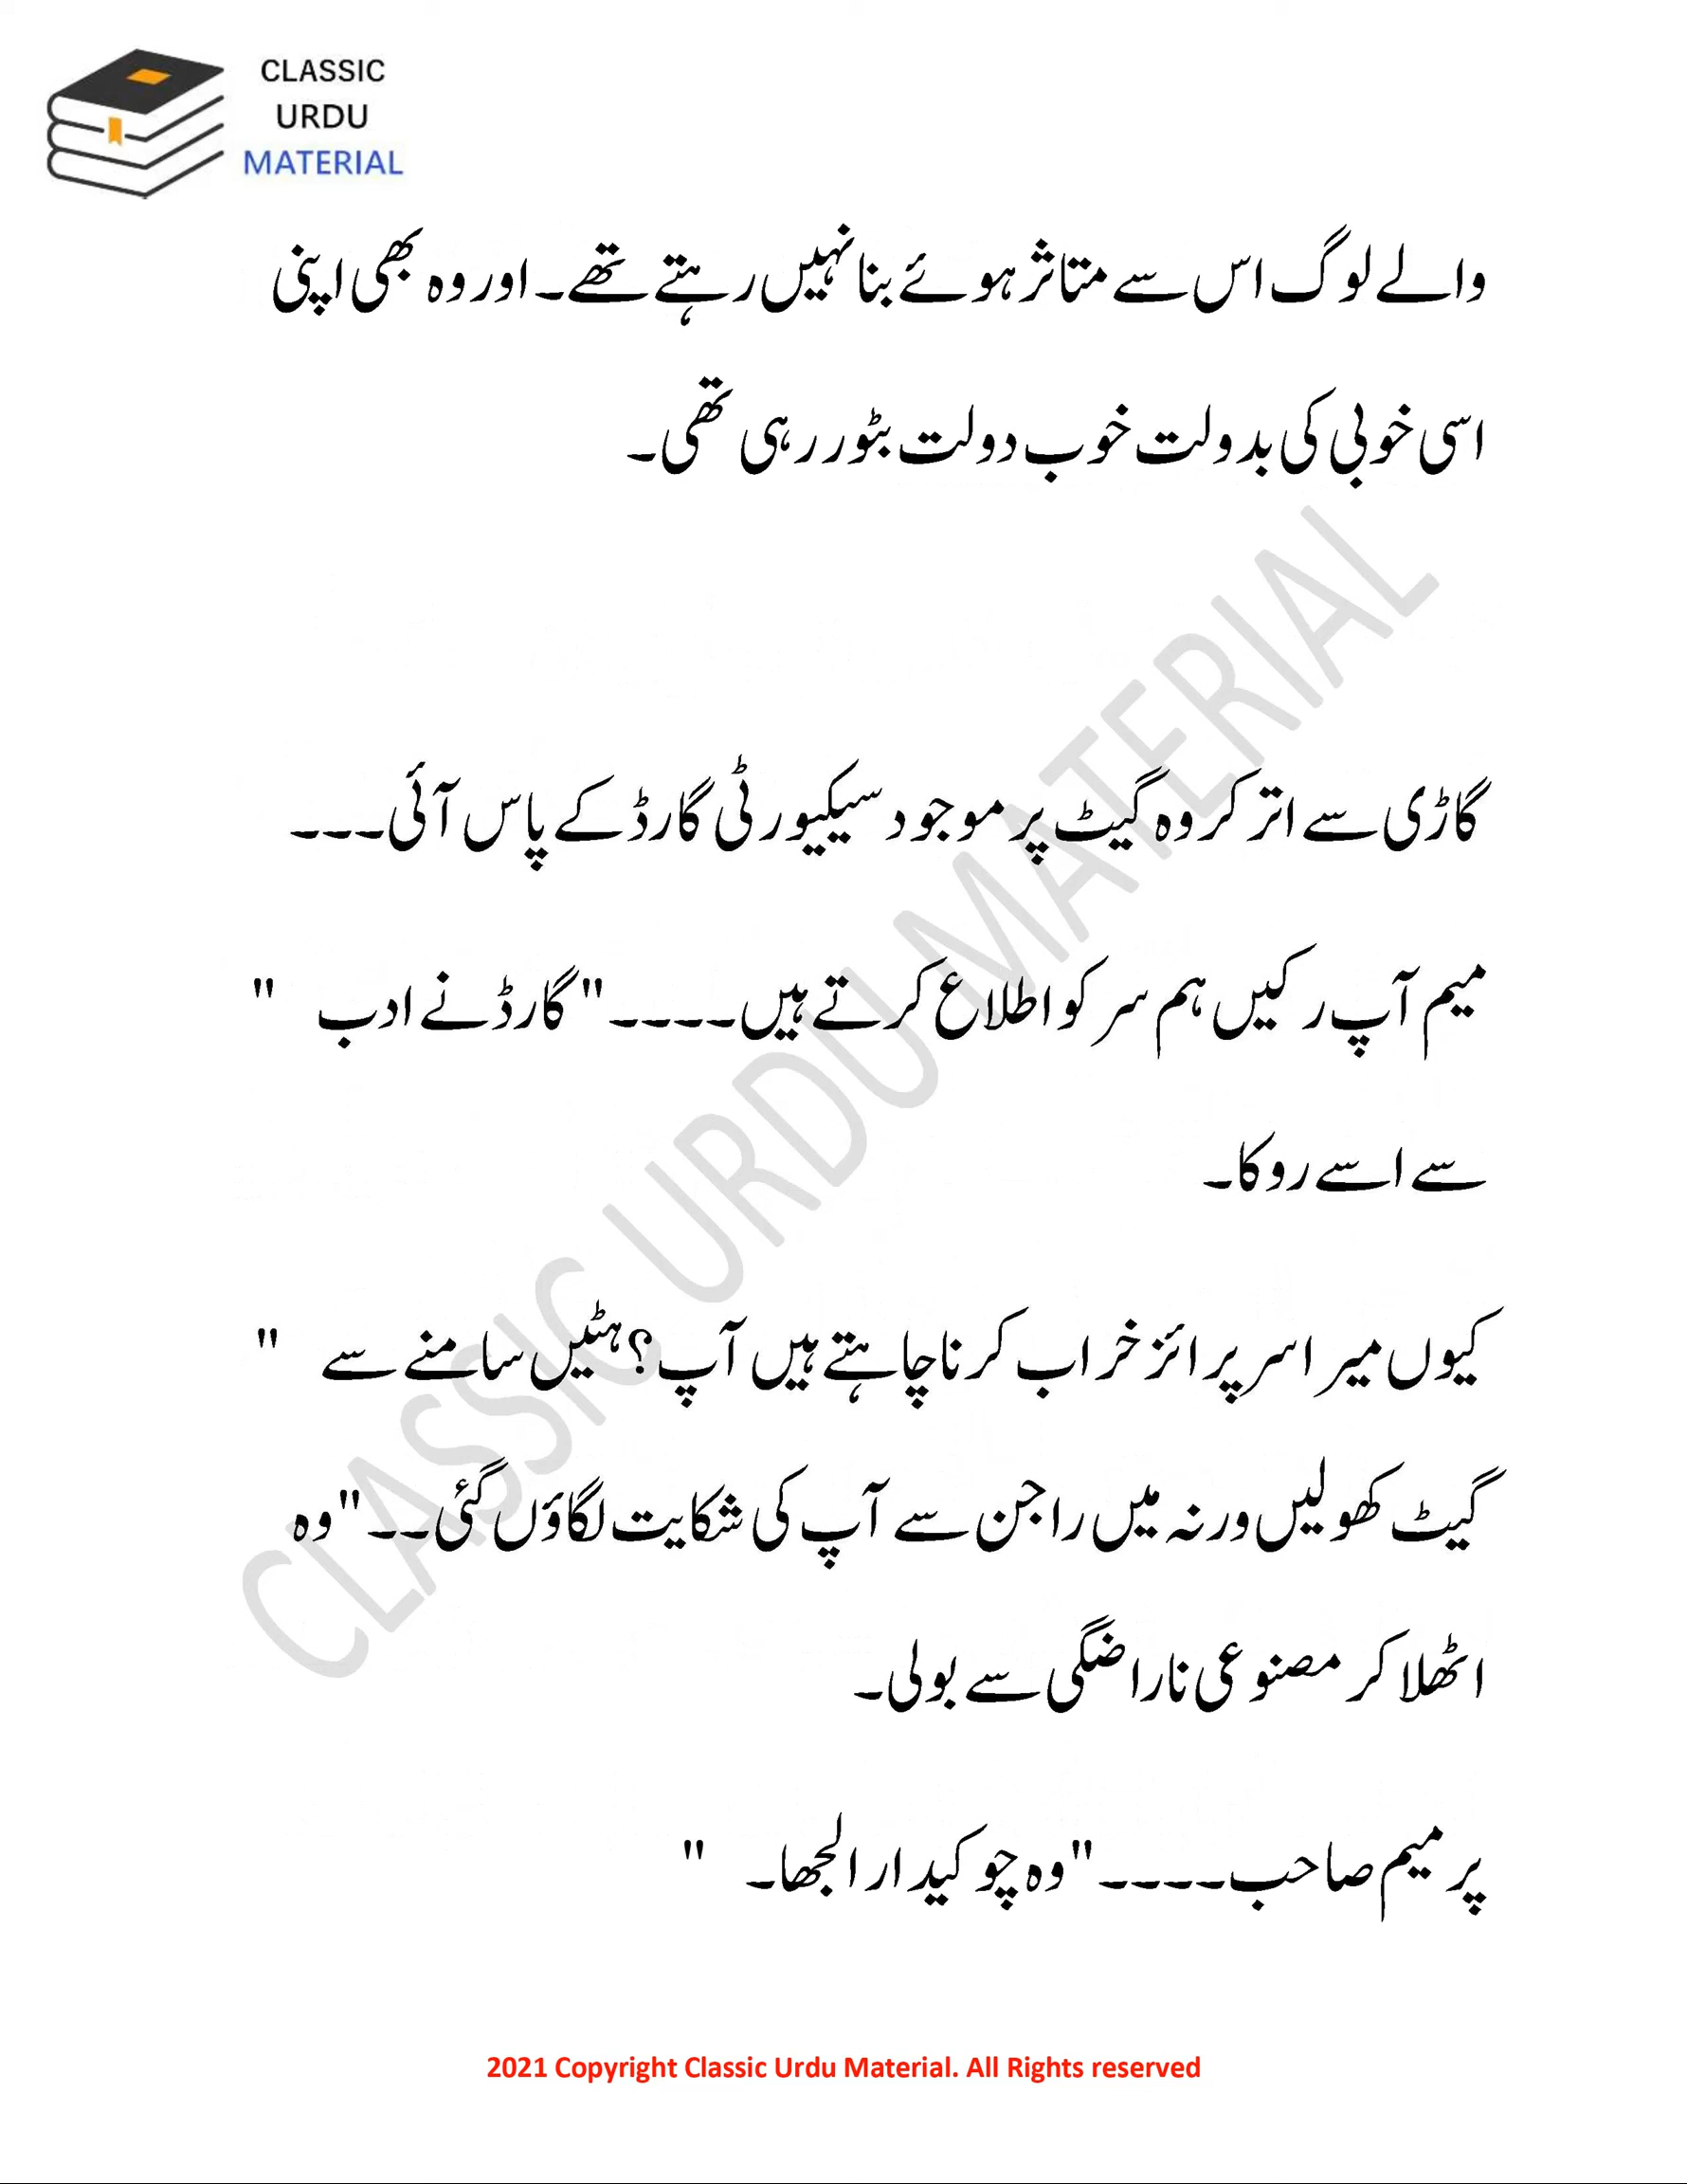 CLASSIC
URDU
MATERIAL
والے لوگ اس سے متاثر ہوئے بنا نہیں رہتے تھے۔ اور وہ بھی اپنی
اسی خوبی کی بدولت خوب دولت بٹور رہی تھی۔
گاڑی سے اتر کر وہ گیٹ پر موجود سیکیورٹی گارڈ کے پاس آئی۔۔۔
میم آپ رکیں ہم سر کو اطلاع کرتے ہیں۔۔۔۔" گارڈ نے ادب "
سے اسے روکا۔
کیوں میرا سرپرائز خراب کرنا چاہتے ہیں آپ؟ ہٹیں سامنے سے "
گیٹ کھولیں ورنہ میں راجن سے آپ کی شکایت لگاؤں گئی۔۔" وہ
اٹھلا کر مصنوعی ناراضگی سے بولی۔
پر میم صاحب۔۔۔۔" وہ چوکیدار الجھا۔ "
CLASSIC URDU MATERIAL
2021 Copyright Classic Urdu Material. All Rights reserved